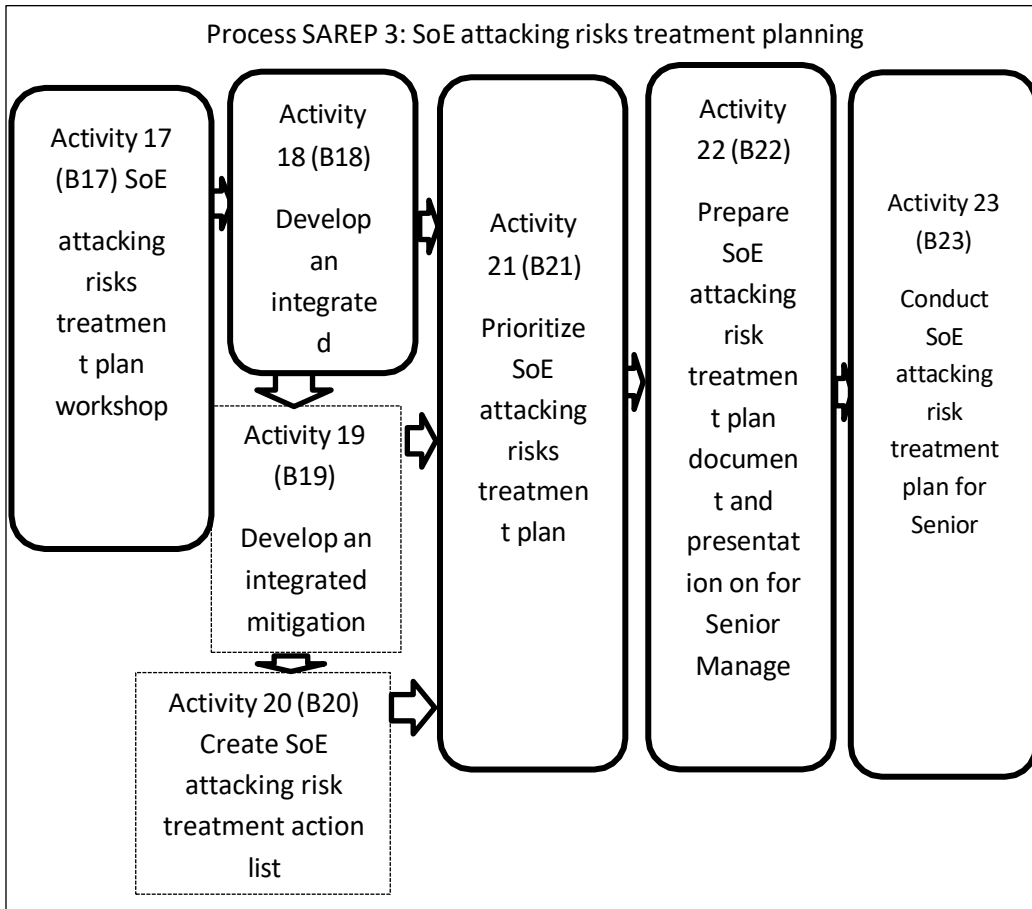 Process SAREP 3: SoE attacking risks treatment planning
Activity 17
(B17) SoE
attacking
risks
treatmen
t plan
workshop
Activity
18 (B18)
Develop
an
integrate
d
Activity 19
(B19)
Develop an
integrated
mitigation
Activity 20 (B20)
Create SoE
attacking risk
treatment action
list
Activity
21 (B21)
Prioritize
SoE
attacking
risks
treatmen
t plan
Activity
22 (B22)
Prepare
SoE
attacking
risk
treatmen
t plan
documen
t and
presentat
ion on for
Senior
Manage
Activity 23
(B23)
Conduct
SoE
attacking
risk
treatment
plan for
Senior